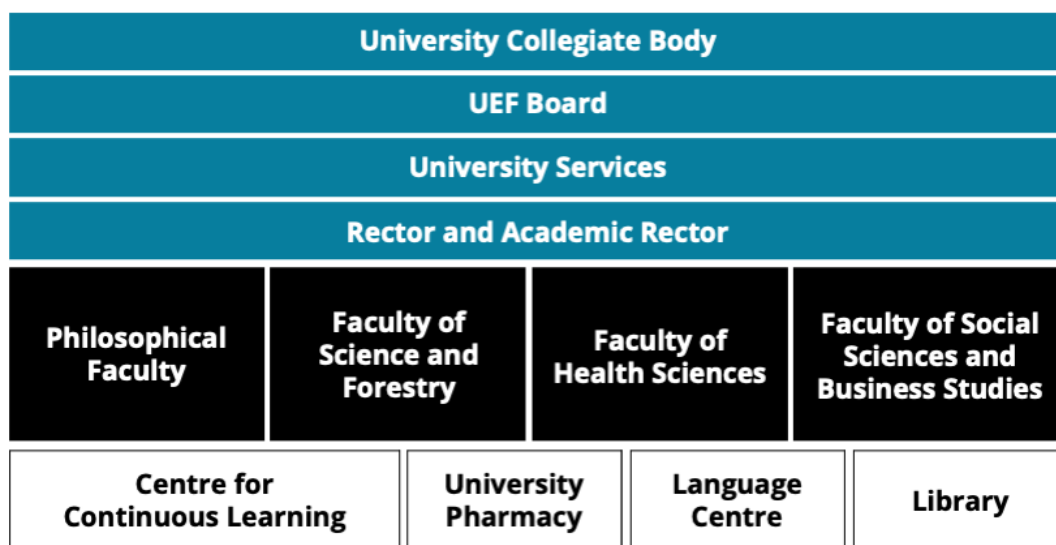 University Collegiate Body
UEF Board
University Services
Rector and Academic Rector
Philosophical
Faculty
Faculty of
Science and
Forestry
Faculty of
Health Sciences
Faculty of Social
Sciences and
Business Studies
Centre for
Continuous Learning
University
Pharmacy
Language
Centre
Library